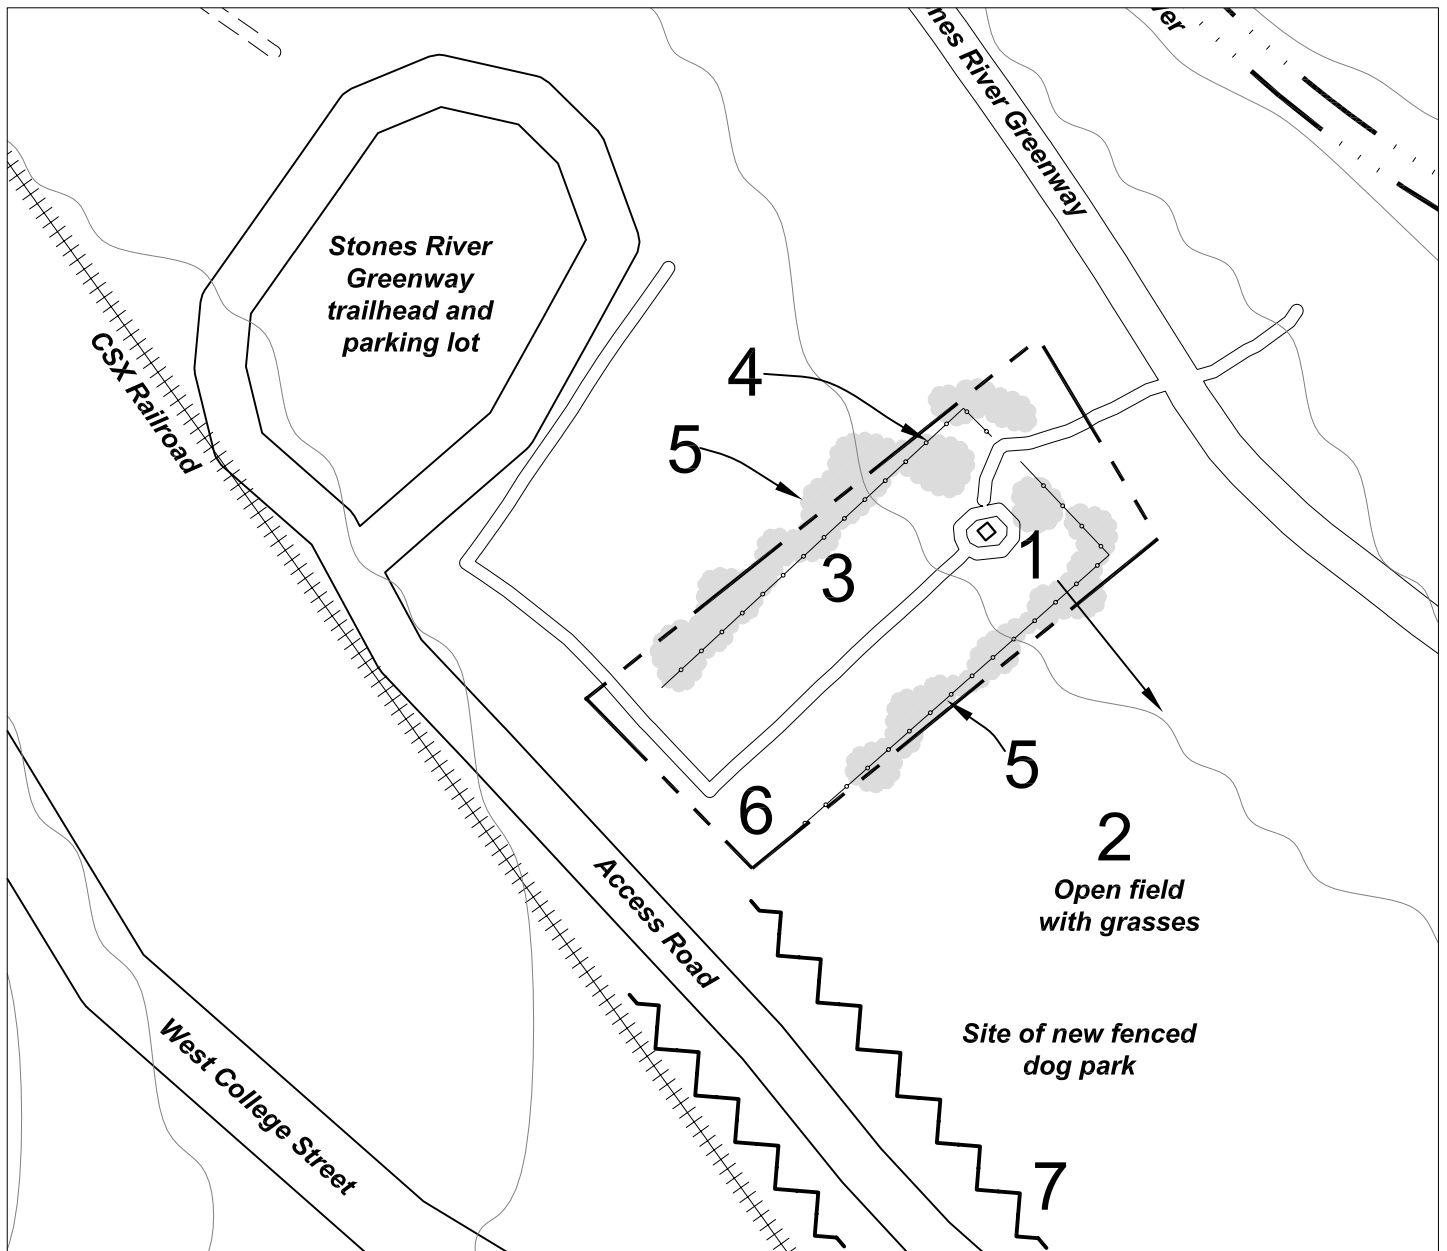 nes River Greenway
ver
Stones River
Greenway
trailhead and
parking lot
CSX Railroad
4
5
1
3
5
6
2
Open field
with grasses
Access Road
Site of new fenced
dog park
West College Street
7